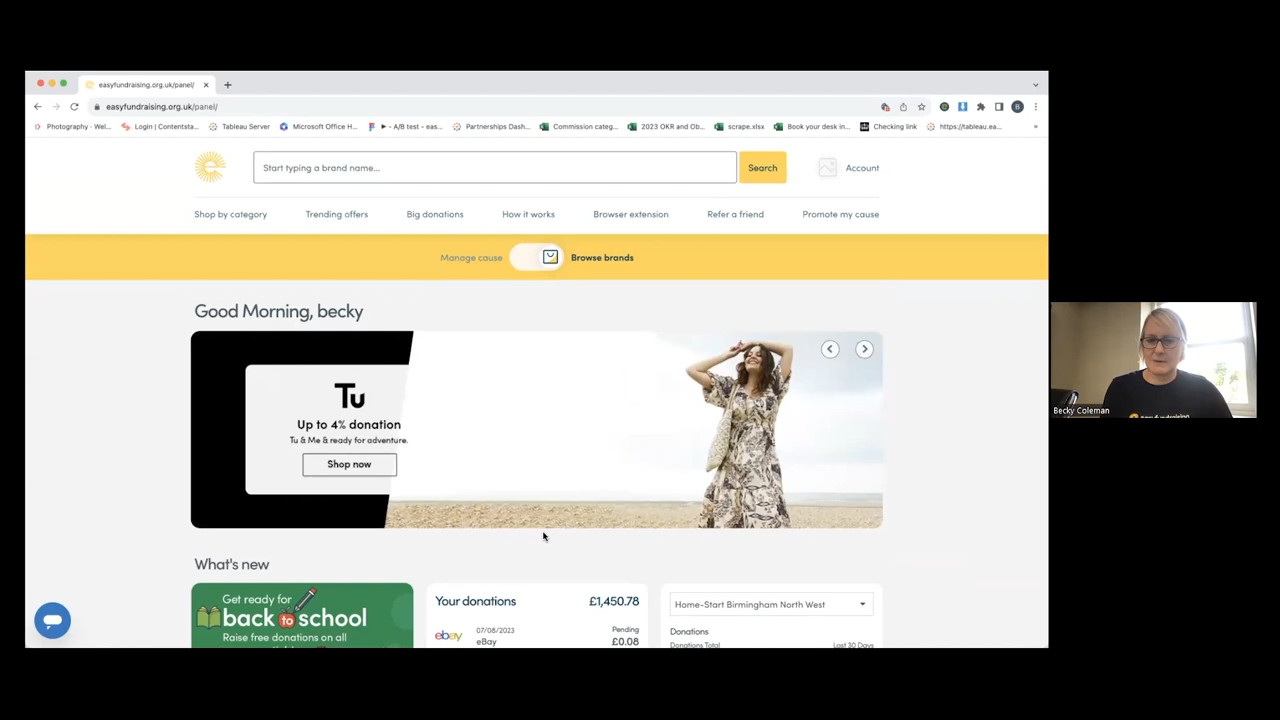 easyfundraising.org.uk/panel/
easyfundraising.org.uk/panel/
Photography - Wel...
Login | Contentsta...
Tableau Server
Microsoft Office H...
► - A/B test - eas...
Partnerships Dash...
Commission categ...
2023 OKR and Ob...
scrape.xlsx
Book your desk in...
Checking link
https://tableau.ea...
»
B
e
Start typing a brand name...
Search
Account
Shop by category
Trending offers
Big donations
How it works
Browser extension
Refer a friend
Promote my cause
Manage cause
Browse brands
Good Morning, becky
Tu
Up to 4% donation
Tu & Me & ready for adventure.
Shop now
What's new
Get ready for
back to school
Raise free donations on all
Your donations £1,450.78
ebay
07/08/2023
eBay
Pending
£0.08
Home-Start Birmingham North West
Donations
Donations Total
Last 30 Days
Becky Coleman
easyfundraising